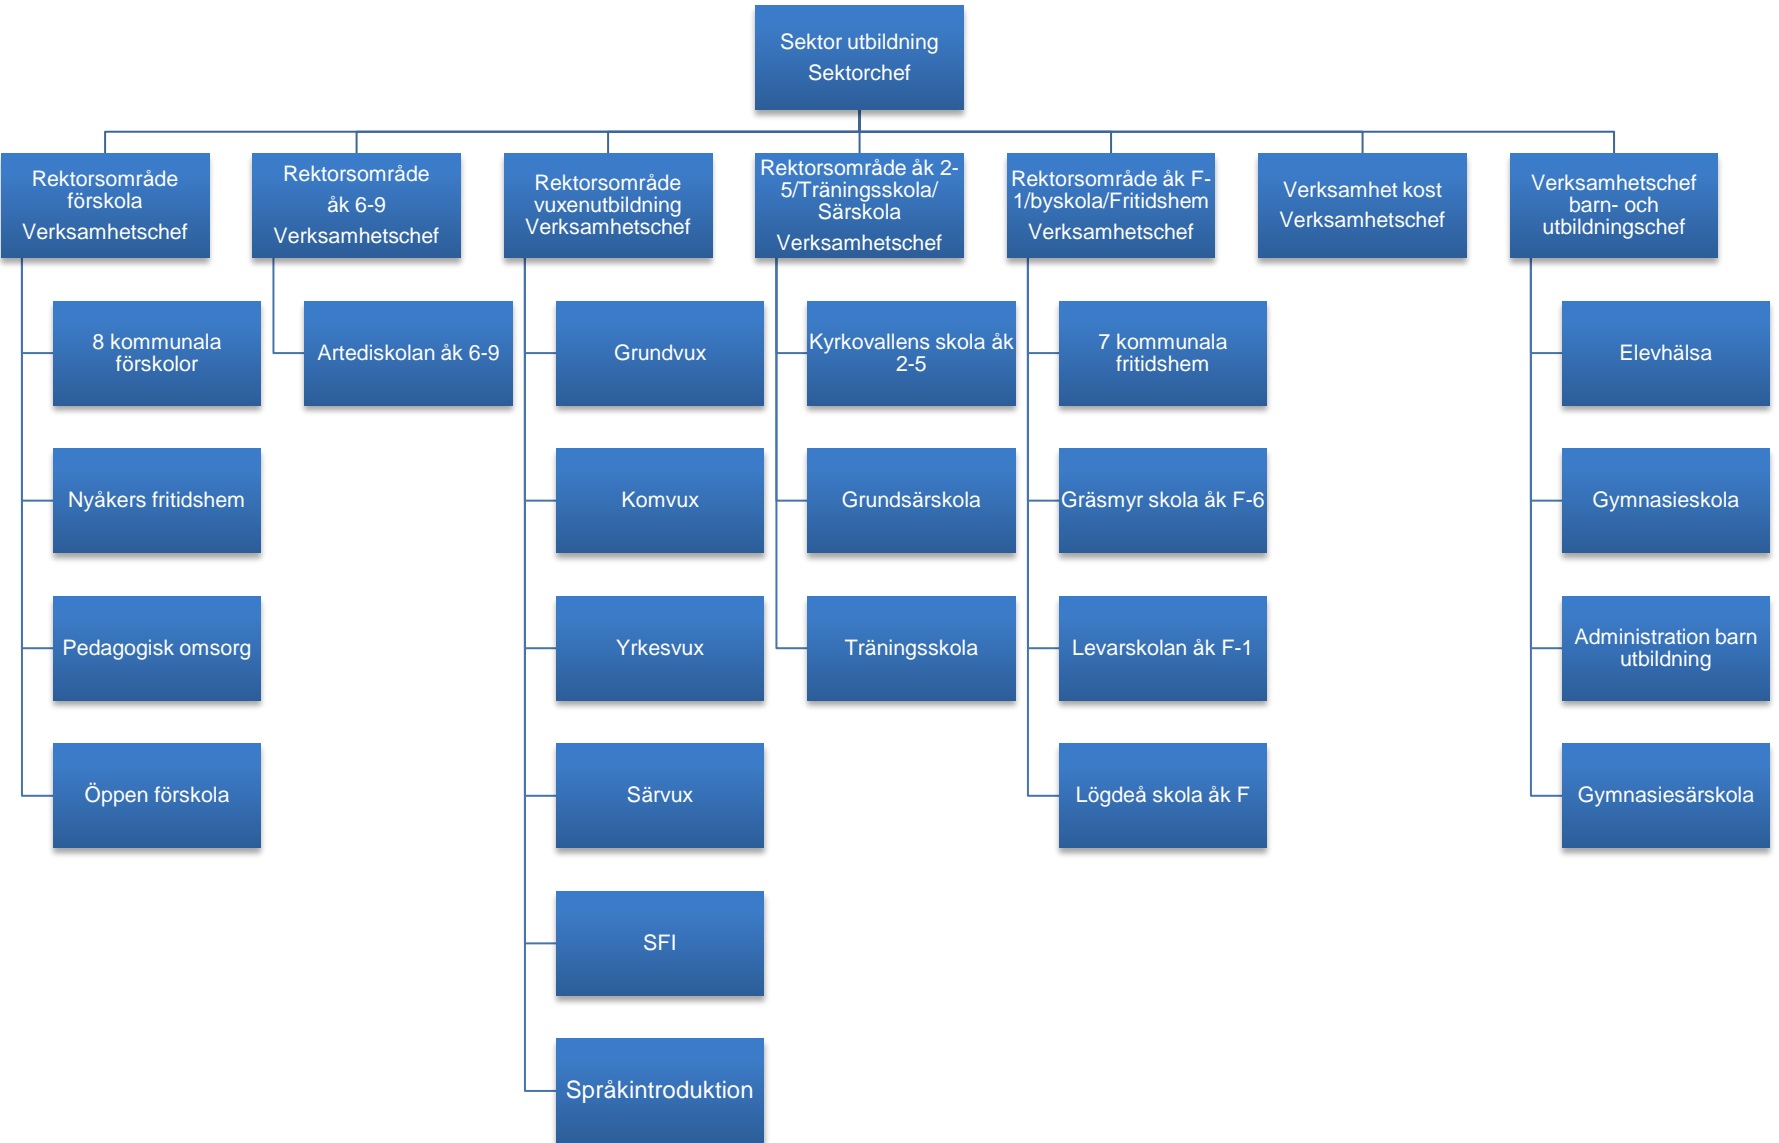 Sektor utbildning
Sektorchef
Rektorsområde
förskola
Verksamhetschef
Rektorsområde
åk 6-9
Verksamhetschef
Rektorsområde
vuxenutbildning
Verksamhetschef
Rektorsområde åk 2-
5/Träningsskola/
Särskola
Verksamhetschef
Rektorsområde åk F-
1/byskola/Fritidshem
Verksamhetschef
Verksamhet kost
Verksamhetschef
Verksamhetschef
barn- och
utbildningschef
8 kommunala
förskolor
Nyåkers fritidshem
Pedagogisk omsorg
Öppen förskola
Artediskolan åk 6-9
Grundvux
Komvux
Yrkesvux
Särvux
SFI
Språkintroduktion
Kyrkovallens skola åk
2-5
Grundsärskola
Träningsskola
7 kommunala
fritidshem
Gräsmyr skola åk F-6
Levarskolan åk F-1
Lögdeå skola åk F
Elevhälsa
Gymnasieskola
Administration barn
utbildning
Gymnasiesärskola